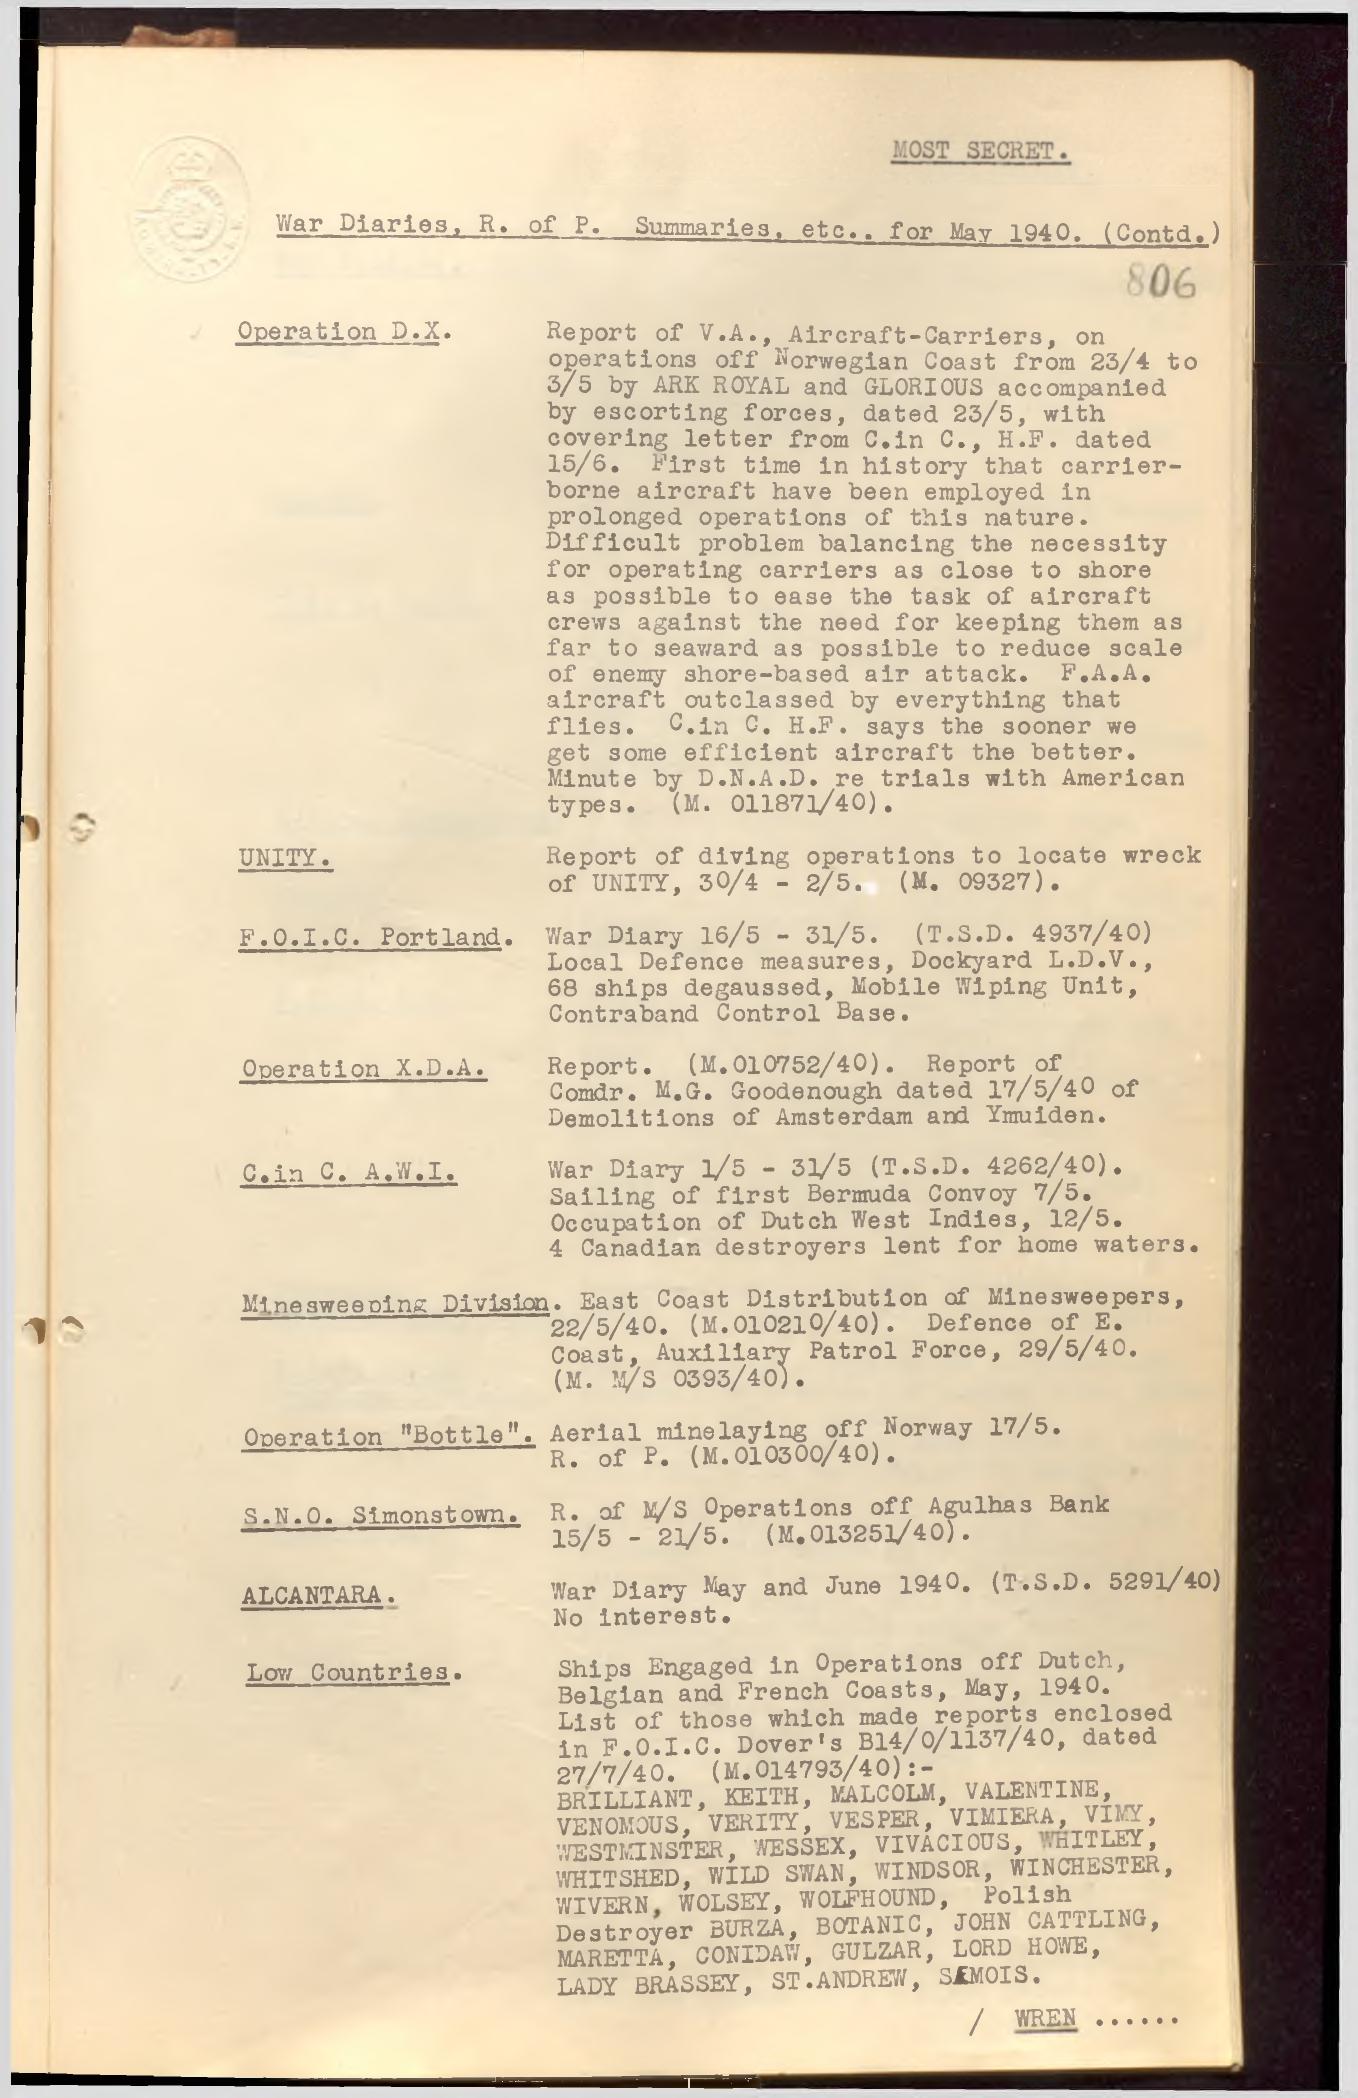 MOST SECRET.
War Diaries, R. of P. Summaries, etc.. for May 1940. (Contd.)
806
Operation D.X. Report of V.A., Aircraft-Carriers, on
operations off Norwegian Coast from 23/4 to
3/5 by ARK ROYAL and GLORIOUS accompanied
by escorting forces, dated 23/5, with
covering letter from C.in C., H.F. dated
15/6. First time in history that carrier-
borne aircraft have been employed in
prolonged operations of this nature.
Difficult problem balancing the necessity
for operating carriers as close to shore
as possible to ease the task of aircraft
crews against the need for keeping them as
far to seaward as possible to reduce scale
of enemy shore-based air attack. F.A.A.
aircraft outclassed by everything that
flies. C.in C. H.F. says the sooner we
get some efficient aircraft the better.
Minute by D.N.A.D. re trials with American
types. (M. 011871/40).
UNITY. Report of diving operations to locate wreck
of UNITY, 30/4 - 2/5. (M. 09327).
F.O.I.C. Portland. War Diary 16/5 - 31/5. (T.S.D. 4937/40)
Local Defence measures, Dockyard L.D.V.,
68 ships degaussed, Mobile Wiping Unit,
Contraband Control Base.
Operation X.D.A. Report. (M.010752/40). Report of
Comdr. M.G. Goodenough dated 17/5/40 of
Demolitions of Amsterdam and Ymuiden.
C.in C. A.W.I. War Diary 1/5 - 31/5 (T.S.D. 4262/40).
Sailing of first Bermuda Convoy 7/5.
Occupation of Dutch West Indies, 12/5.
4 Canadian destroyers lent for home waters.
Minesweeping Division. East Coast Distribution of Minesweepers,
22/5/40. (M.010210/40). Defence of E.
Coast, Auxiliary Patrol Force, 29/5/40.
(M. M/S 0393/40).
Operation "Bottle". Aerial minelaying off Norway 17/5.
R. of P. (M.010300/40).
S.N.O. Simonstown. R. of M/S Operations off Agulhas Bank
15/5 - 21/5. (M.013251/40).
ALCANTARA. War Diary May and June 1940. (T.S.D. 5291/40)
No interest.
Low Countries. Ships Engaged in Operations off Dutch,
Belgian and French Coasts, May, 1940.
List of those which made reports enclosed
in F.O.I.C. Dover's B14/0/1137/40, dated
27/7/40. (M.014793/40):-
BRILLIANT, KEITH, MALCOLM, VALENTINE,
VENOMOUS, VERITY, VESPER, VIMIERA, VIMY,
WESTMINSTER, WESSEX, VIVACIOUS, WHITLEY,
WHITSHED, WILD SWAN, WINDSOR, WINCHESTER,
WIVERN, WOLSEY, WOLFHOUND, Polish
Destroyer BURZA, BOTANIC, JOHN CATTLING,
MARETTA, CONIDAW, GULZAR, LORD HOWE,
LADY BRASSEY, ST.ANDREW, SEMOIS.
/ WREN ......